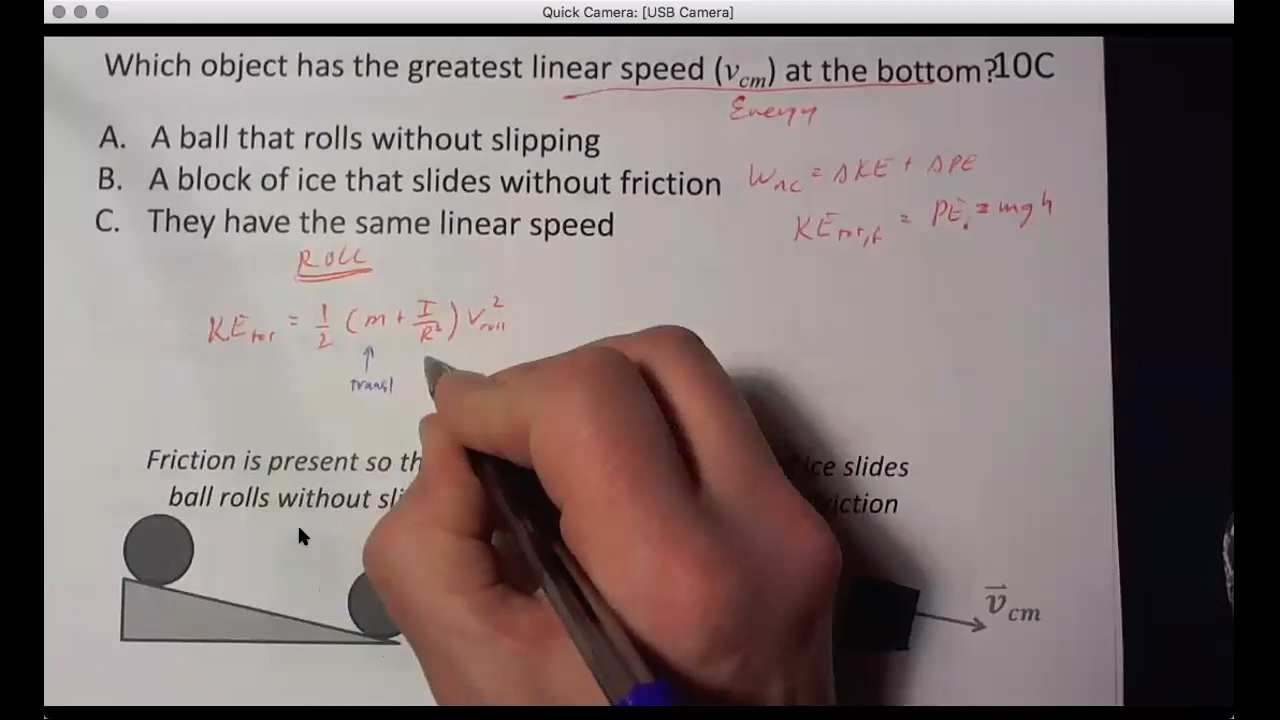 Quick Camera: [USB Camera]
Which object has the greatest linear speed (v_cm) at the bottom? 10C
Energy
A. A ball that rolls without slipping
B. A block of ice that slides without friction
C. They have the same linear speed
W_nc = ΔKE + ΔPE
KE_tot,f = PE_i = mgh
ROLL
KE_tot = 1/2 (m + I/R²) v_roll²
↑
transl
Friction is present so th ice slides
ball rolls without sl riction
v⃗_cm